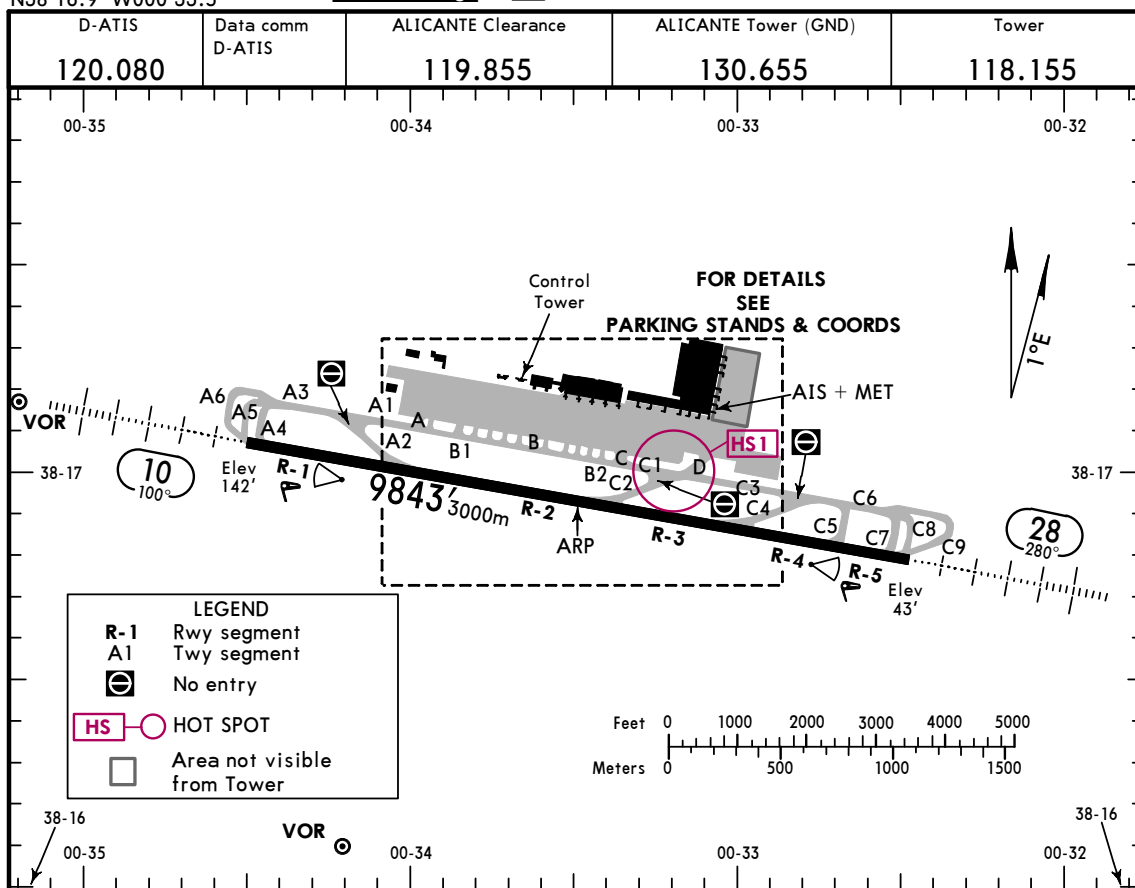 N38 16.9 W000 33.5
D-ATIS
120.080
Data comm
D-ATIS
ALICANTE Clearance
119.855
ALICANTE Tower (GND)
130.655
Tower
118.155
00-35
00-34
00-33
00-32
1°E
Control
Tower
FOR DETAILS
SEE
PARKING STANDS & COORDS
AIS + MET
VOR
A6
A5
A4
A3
A1
A
A2
B1
B
B2
C
C1
C2
D
HS1
C3
C4
C6
C5
C7
C8
C9
38-17
38-17
10
100°
Elev
142'
R-1
9843'
3000m
R-2
ARP
R-3
R-4
R-5
Elev
43'
28
280°
LEGEND
R-1 Rwy segment
A1 Twy segment
No entry
HS HOT SPOT
Area not visible
from Tower
Feet 0 1000 2000 3000 4000 5000
Meters 0 500 1000 1500
38-16
38-16
VOR
00-35
00-34
00-33
00-32